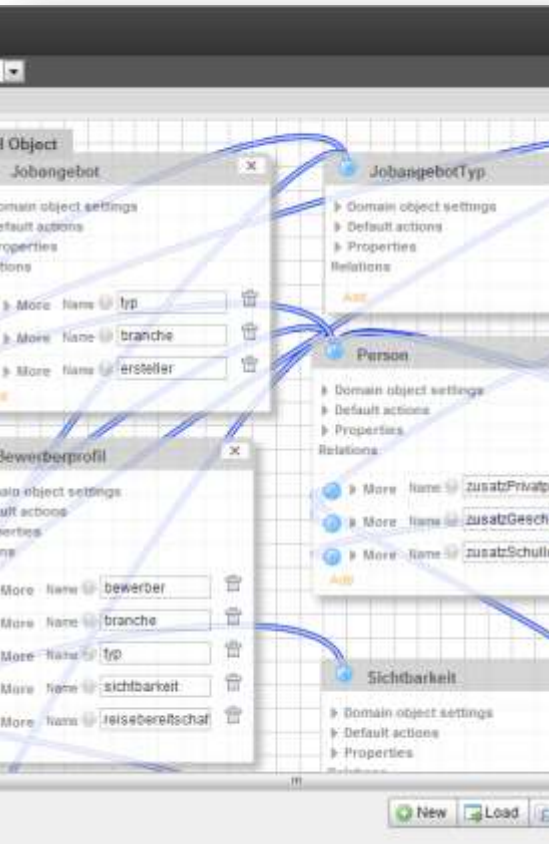 l Object
Jobangebot
omain object settings
efault actions
roperties
tions
More Name typ
More Name branche
More Name ersteller
JobangebotTyp
Domain object settings
Default actions
Properties
Relations
Add
Person
Domain object settings
Default actions
Properties
Relations
More Name zusatzPrivatp
More Name zusatzGesch
More Name zusatzSchuli
Add
Bewerberprofil
ain object settings
ult actions
perties
ns
More Name bewerber
More Name branche
More Name typ
More Name sichtbarkeit
More Name reisebereitschaf
Sichtbarkeit
Domain object settings
Default actions
Properties
Relations
New Load